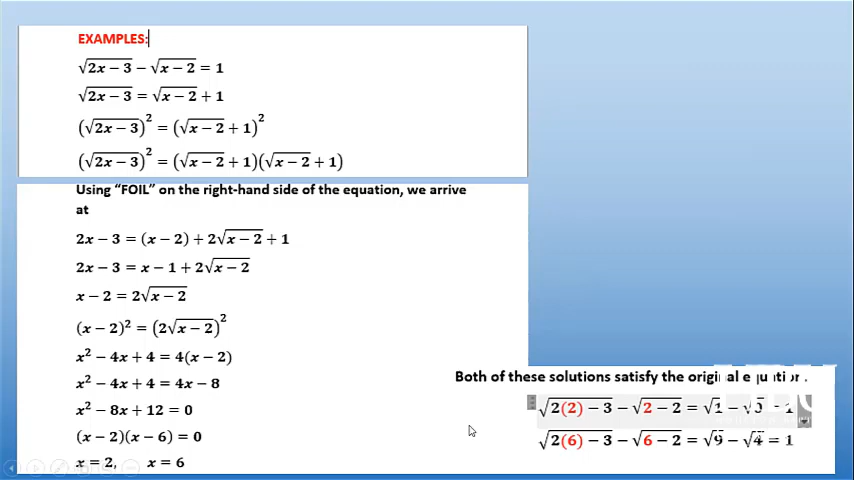 EXAMPLES:
√(2x − 3) − √(x − 2) = 1
√(2x − 3) = √(x − 2) + 1
(√(2x − 3))² = (√(x − 2) + 1)²
(√(2x − 3))² = (√(x − 2) + 1)(√(x − 2) + 1)
Using “FOIL” on the right-hand side of the equation, we arrive
at
2x − 3 = (x − 2) + 2√(x − 2) + 1
2x − 3 = x − 1 + 2√(x − 2)
x − 2 = 2√(x − 2)
(x − 2)² = (2√(x − 2))²
x² − 4x + 4 = 4(x − 2)
x² − 4x + 4 = 4x − 8
x² − 8x + 12 = 0
(x − 2)(x − 6) = 0
x = 2, x = 6
Both of these solutions satisfy the original equation.
√(2(2) − 3) − √(2 − 2) = √1 −
√(2(6) − 3) − √(6 − 2) = √9 − √4 = 1